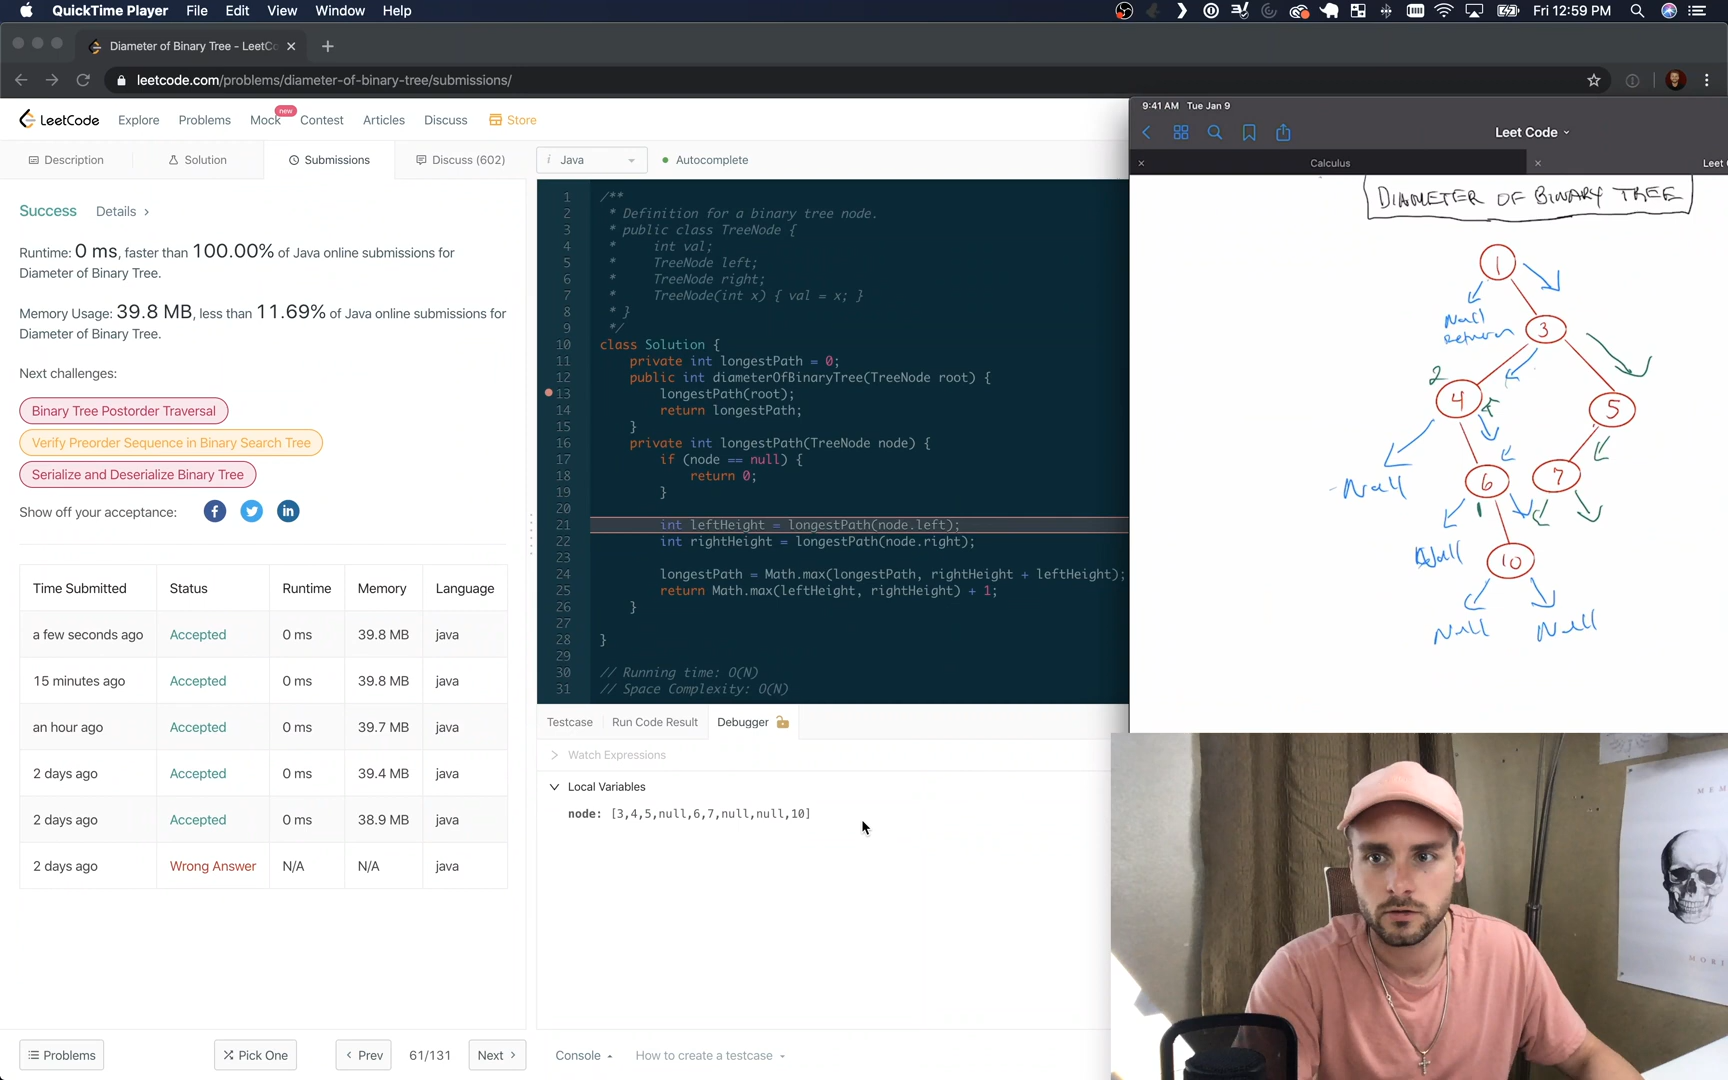 QuickTime Player File Edit View Window Help Fri 12:59 PM
Diameter of Binary Tree - LeetCo
leetcode.com/problems/diameter-of-binary-tree/submissions/
LeetCode Explore Problems Mock new Contest Articles Discuss Store
Description Solution Submissions Discuss (602)
i Java Autocomplete
Success Details
Runtime: 0 ms, faster than 100.00% of Java online submissions for
Diameter of Binary Tree.
Memory Usage: 39.8 MB, less than 11.69% of Java online submissions for
Diameter of Binary Tree.
Next challenges:
Binary Tree Postorder Traversal
Verify Preorder Sequence in Binary Search Tree
Serialize and Deserialize Binary Tree
Show off your acceptance:
Time Submitted Status Runtime Memory Language
a few seconds ago Accepted 0 ms 39.8 MB java
15 minutes ago Accepted 0 ms 39.8 MB java
an hour ago Accepted 0 ms 39.7 MB java
2 days ago Accepted 0 ms 39.4 MB java
2 days ago Accepted 0 ms 38.9 MB java
2 days ago Wrong Answer N/A N/A java
Problems Pick One Prev 61/131 Next
1 /**
2 * Definition for a binary tree node.
3 * public class TreeNode {
4 * int val;
5 * TreeNode left;
6 * TreeNode right;
7 * TreeNode(int x) { val = x; }
8 * }
9 */
10 class Solution {
11 private int longestPath = 0;
12 public int diameterOfBinaryTree(TreeNode root) {
13 longestPath(root);
14 return longestPath;
15 }
16 private int longestPath(TreeNode node) {
17 if (node == null) {
18 return 0;
19 }
20
21 int leftHeight = longestPath(node.left);
22 int rightHeight = longestPath(node.right);
23
24 longestPath = Math.max(longestPath, rightHeight + leftHeight);
25 return Math.max(leftHeight, rightHeight) + 1;
26 }
27
28 }
29
30 // Running time: O(N)
31 // Space Complexity: O(N)
Testcase Run Code Result Debugger
Watch Expressions
Local Variables
node: [3,4,5,null,6,7,null,null,10]
Console How to create a testcase
9:41 AM Tue Jan 9
Leet Code
Calculus Leet
DIAMETER OF BINARY TREE
1
Null
return
3
2
4 5
Null 6 7
1
Null
10
Null Null